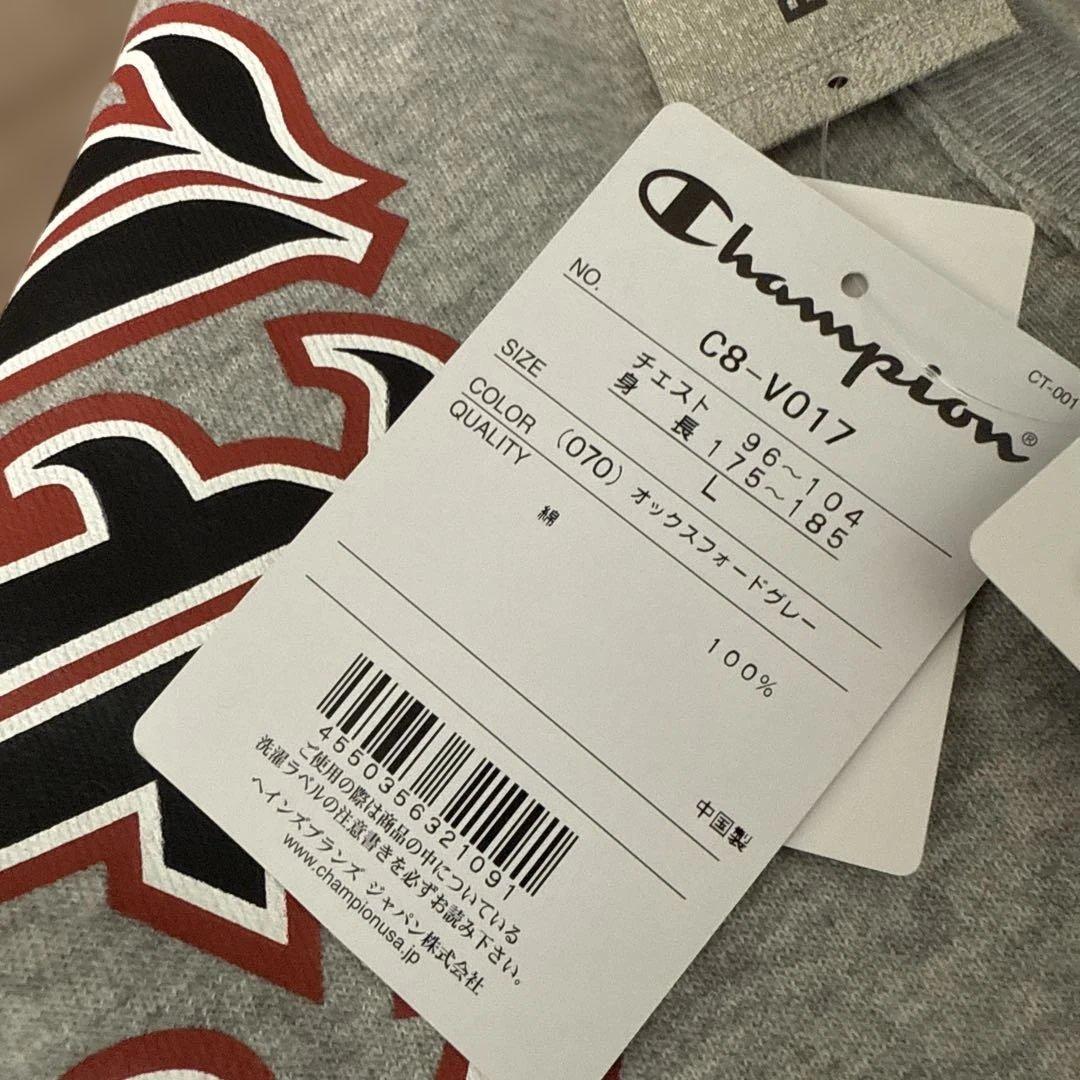 Champion®
CT-001
NO.
C8-V017
SIZE
チェスト 96～104
身 長 175～185
L
COLOR (070) オックスフォードグレー
QUALITY
綿 100%
中国製
4550356321091
ご使用の際は商品の中についている
洗濯ラベルの注意書きを必ずお読み下さい。
ヘインズブランズ ジャパン株式会社
www.championusa.jp